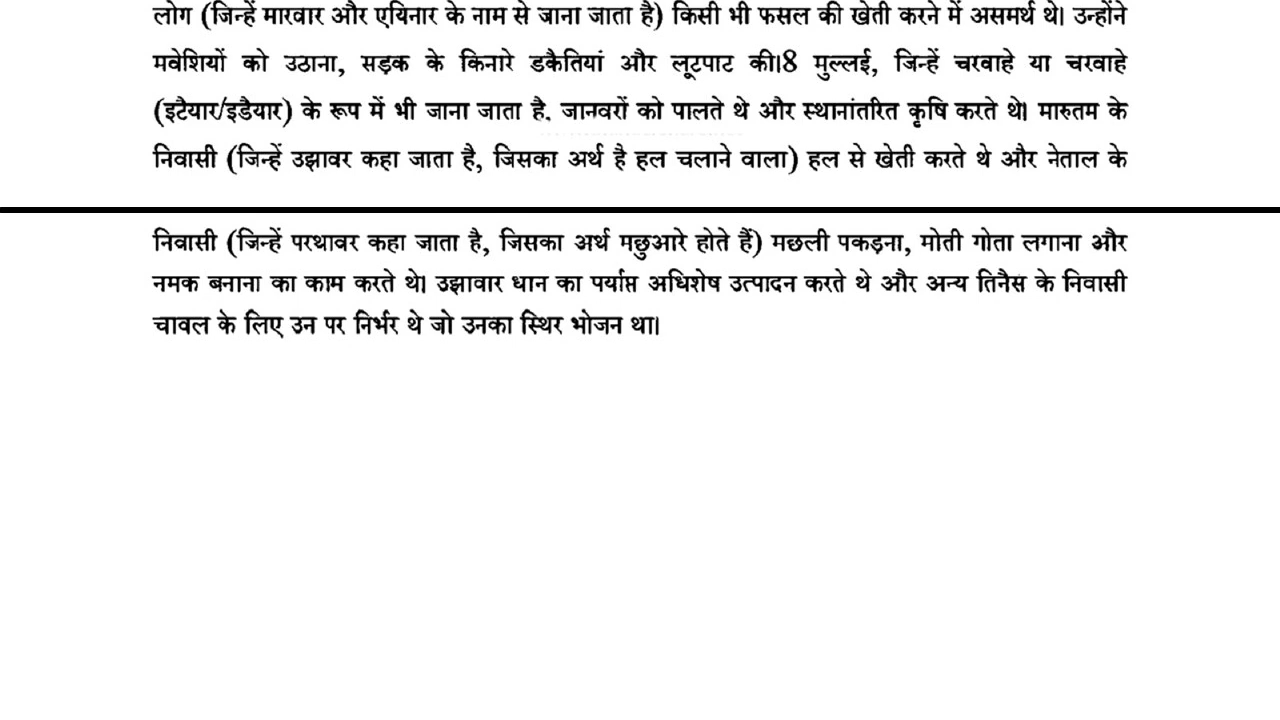 लोग (जिन्हें मारवार और एयिनार के नाम से जाना जाता है) किसी भी फसल की खेती करने में असमर्थ थे। उन्होंने
मवेशियों को उठाना, सड़क के किनारे डकैतियां और लूटपाट की।8 मुल्लई, जिन्हें चरवाहे या चरवाहे
(इटैयार/इडैयार) के रूप में भी जाना जाता है, जानवरों को पालते थे और स्थानांतरित कृषि करते थे। मारुतम के
निवासी (जिन्हें उझावर कहा जाता है, जिसका अर्थ है हल चलाने वाला) हल से खेती करते थे और नेताल के
निवासी (जिन्हें परथावर कहा जाता है, जिसका अर्थ मछुआरे होते हैं) मछली पकड़ना, मोती गोता लगाना और
नमक बनाना का काम करते थे। उझावार धान का पर्याप्त अधिशेष उत्पादन करते थे और अन्य तिनैस के निवासी
चावल के लिए उन पर निर्भर थे जो उनका स्थिर भोजन था।